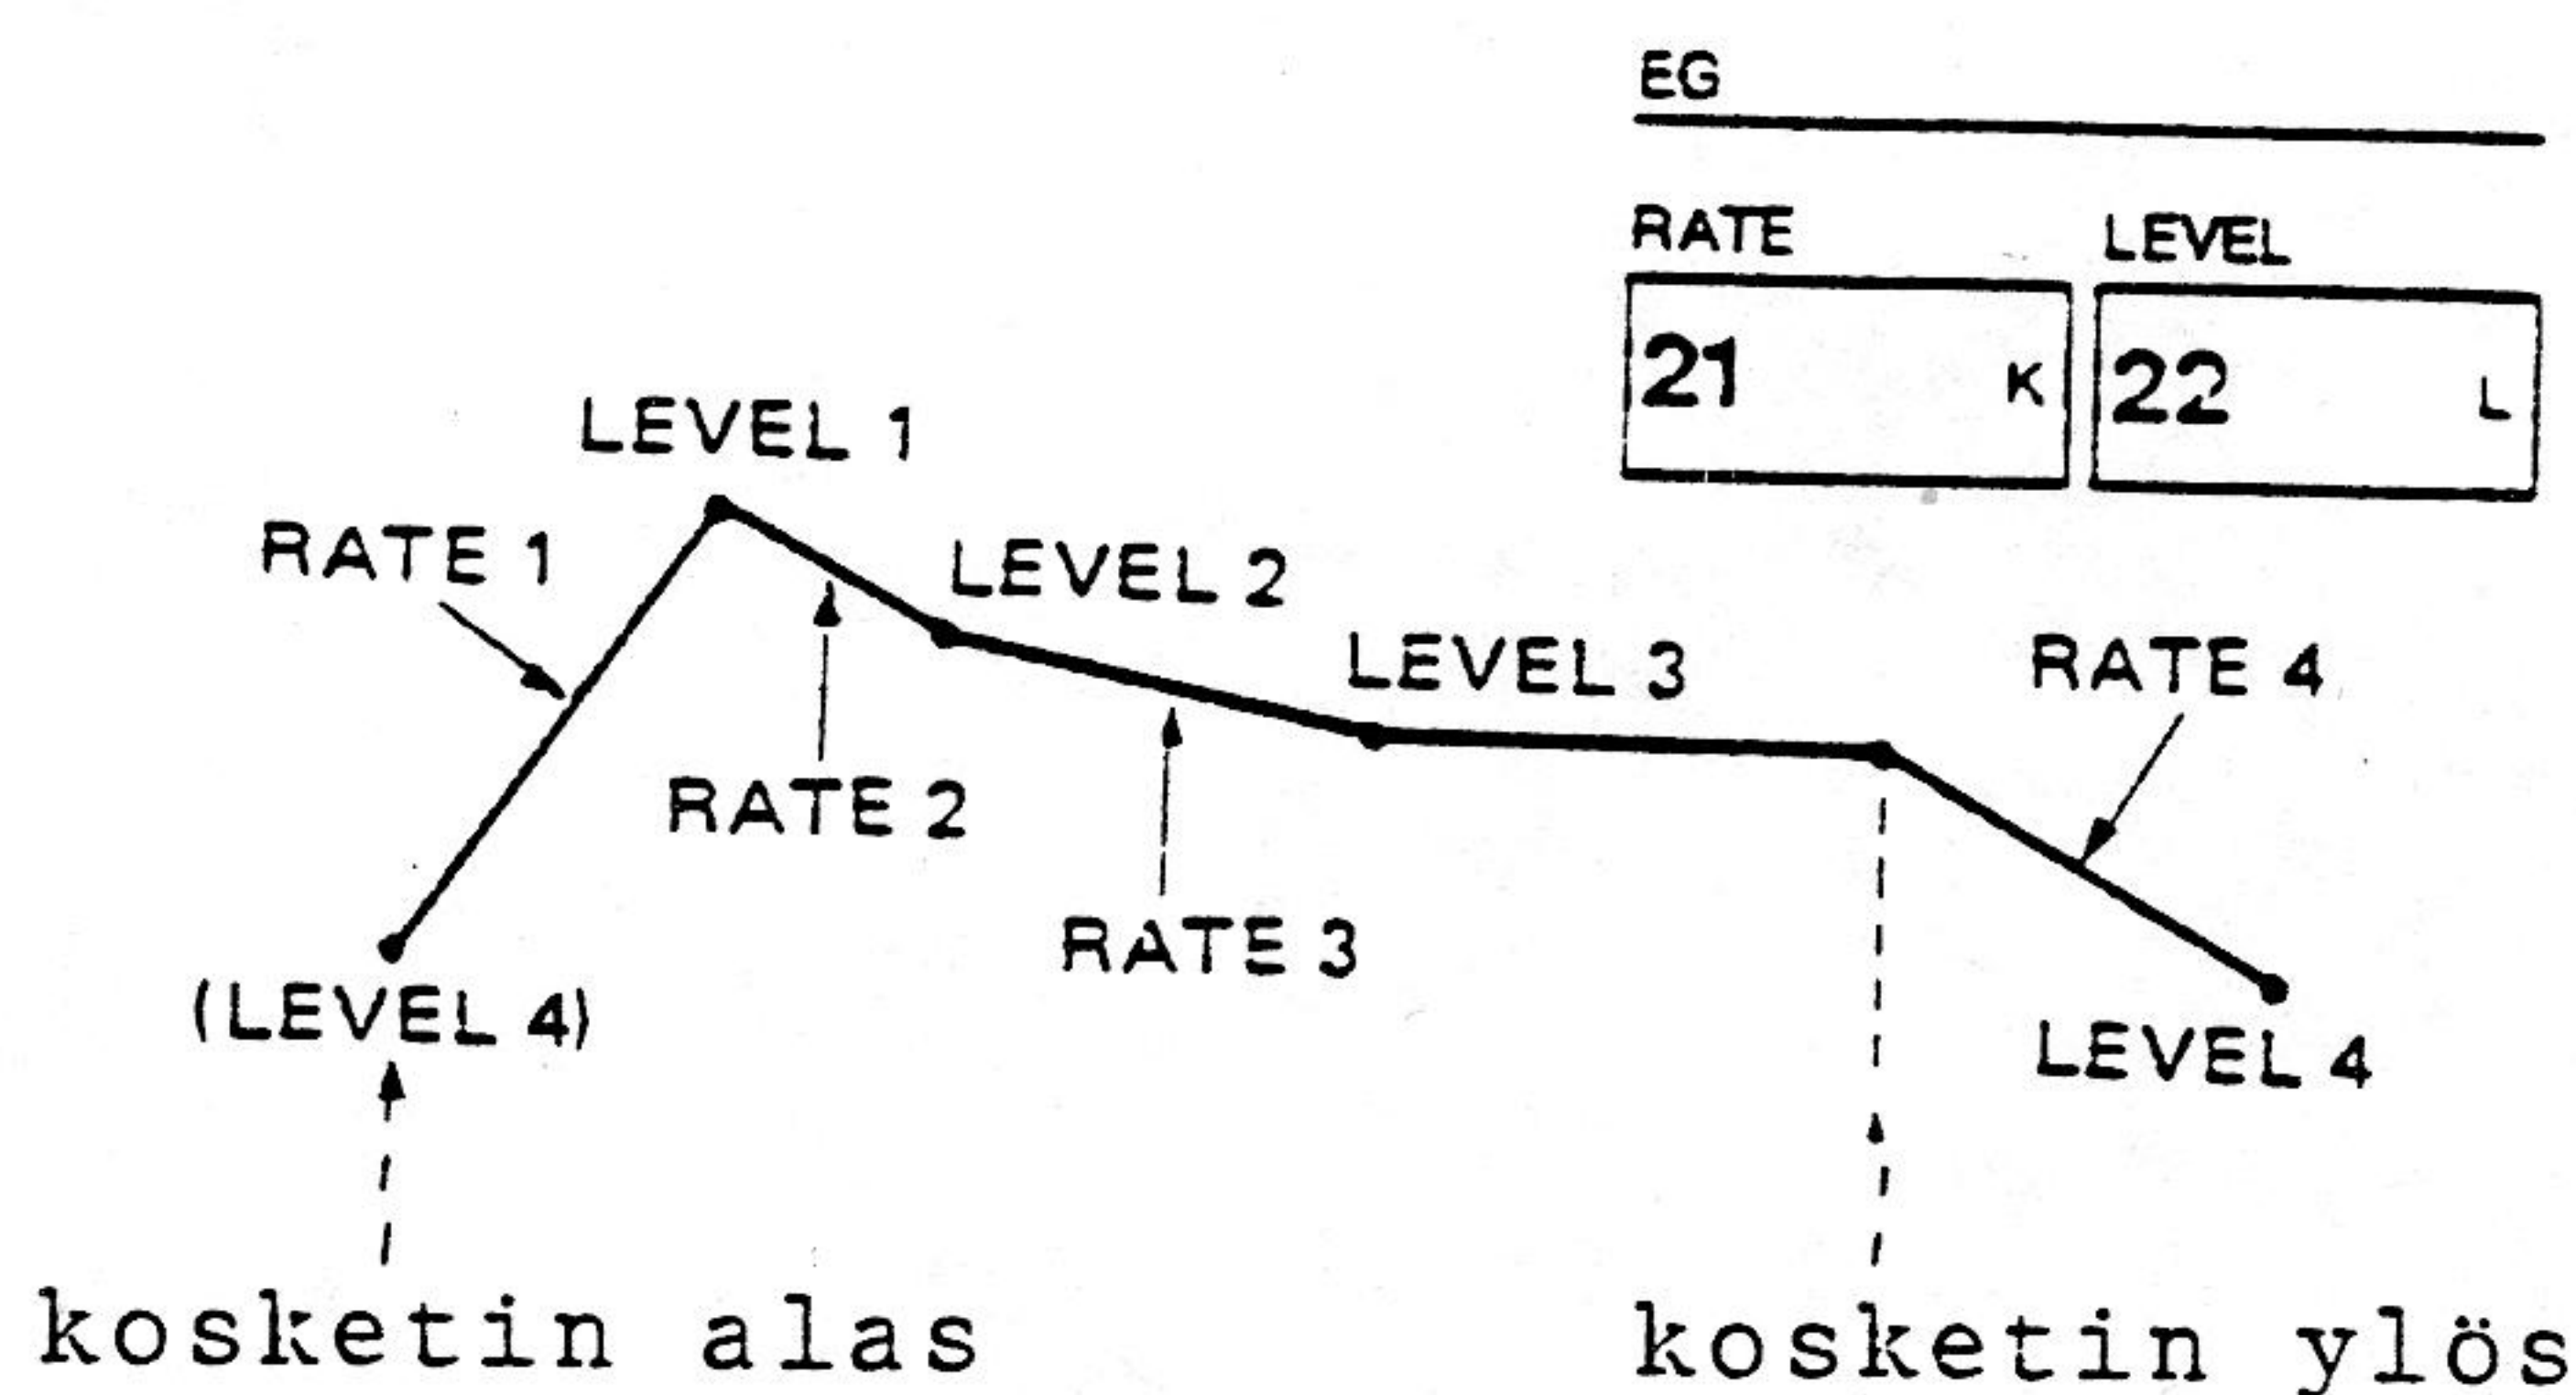 EG
RATE LEVEL
21 K 22 L
LEVEL 1
RATE 1
LEVEL 2
LEVEL 3
RATE 4
RATE 2
RATE 3
(LEVEL 4)
LEVEL 4
kosketin alas
kosketin ylös